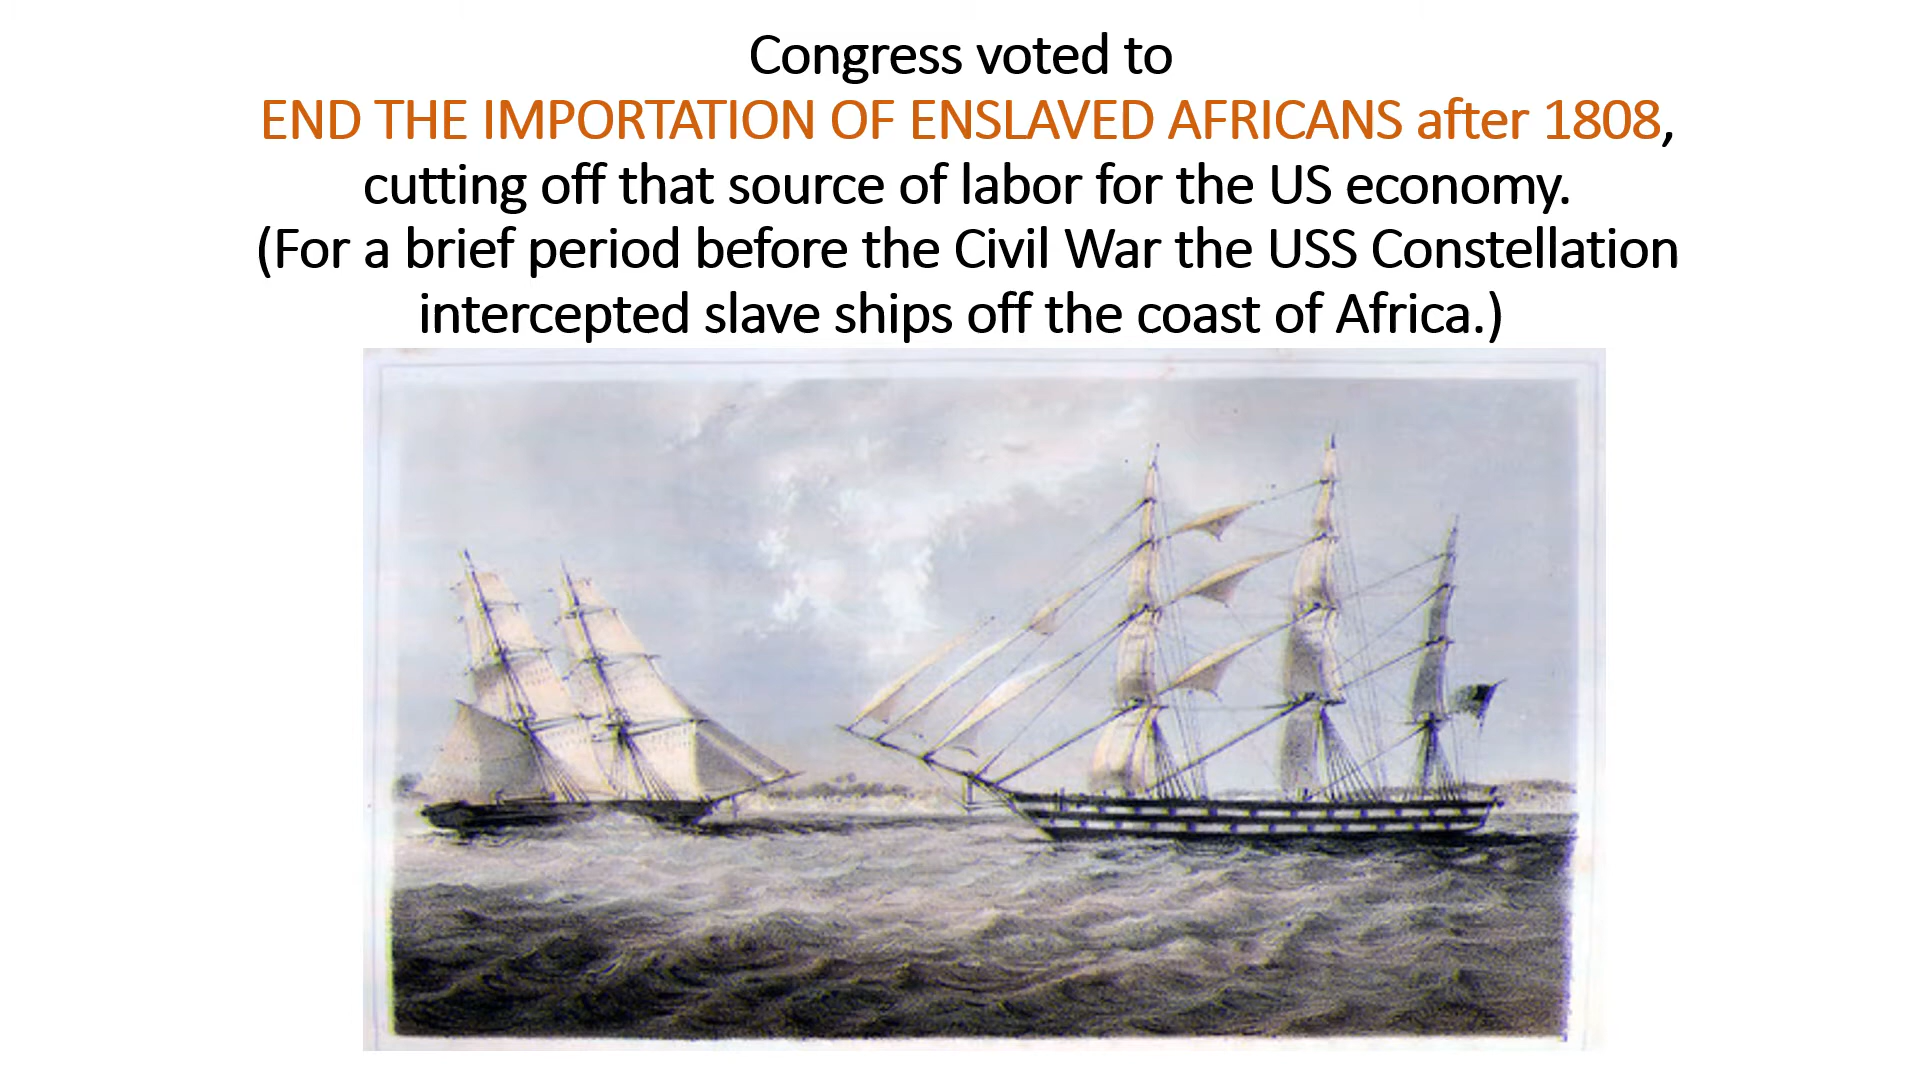 Congress voted to
END THE IMPORTATION OF ENSLAVED AFRICANS after 1808,
cutting off that source of labor for the US economy.
(For a brief period before the Civil War the USS Constellation
intercepted slave ships off the coast of Africa.)